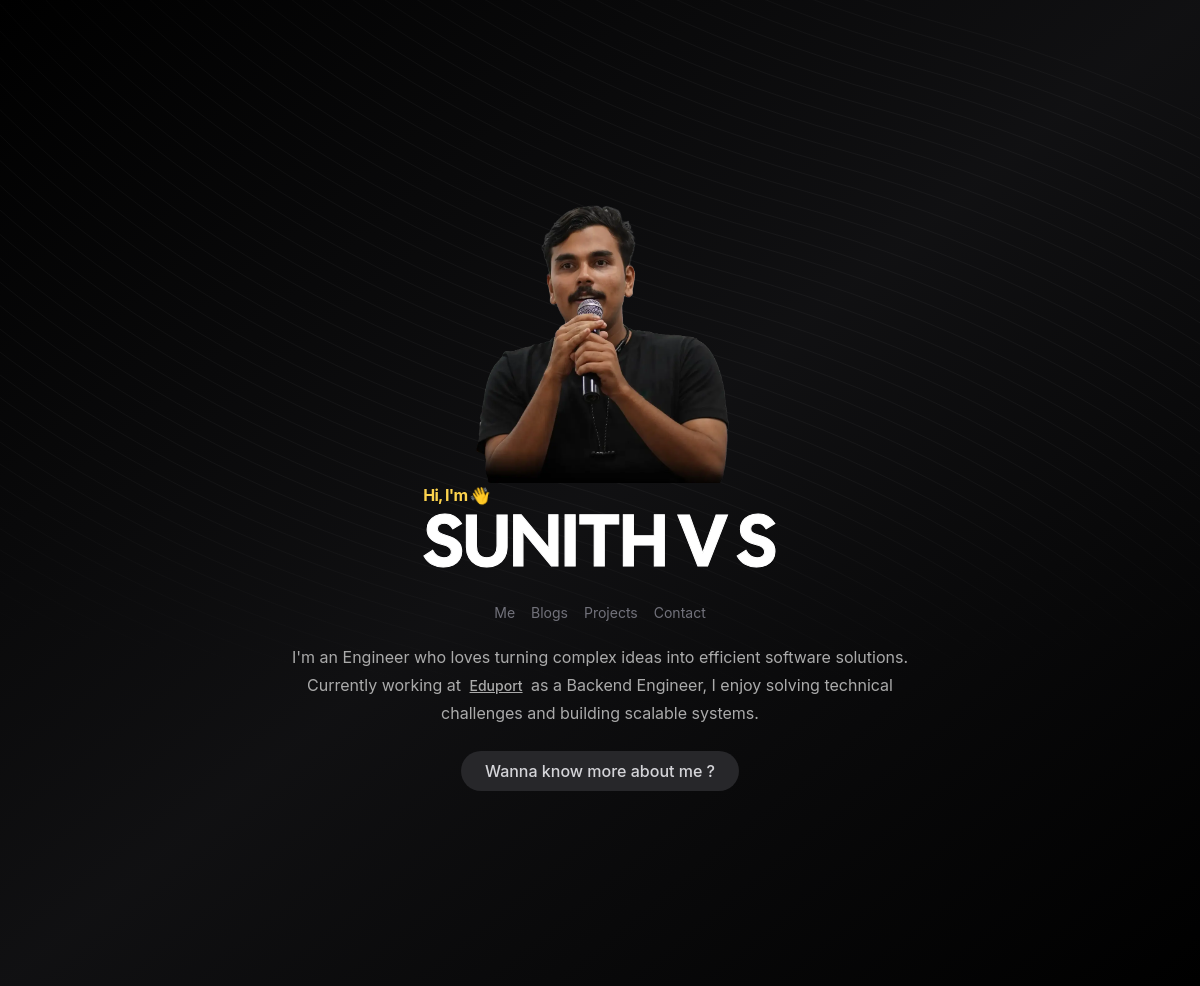 Hi, I'm 👋
SUNITH V S
Me Blogs Projects Contact
I'm an Engineer who loves turning complex ideas into efficient software solutions.
Currently working at Eduport as a Backend Engineer, I enjoy solving technical
challenges and building scalable systems.
Wanna know more about me ?